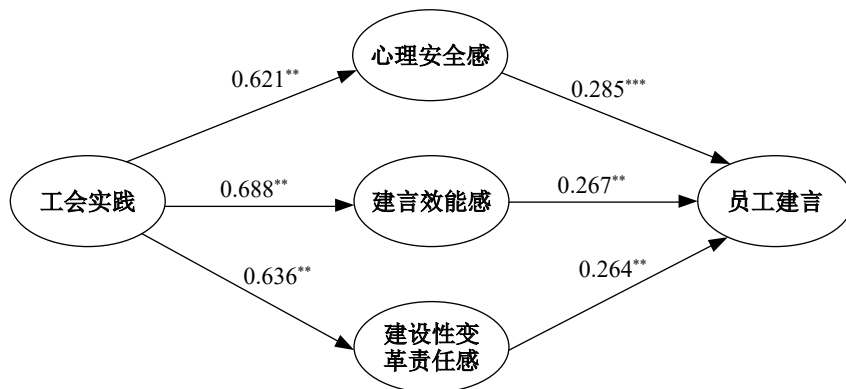 心理安全感
0.621**
0.285***
工会实践
0.688**
建言效能感
0.267**
员工建言
0.636**
0.264**
建设性变
革责任感